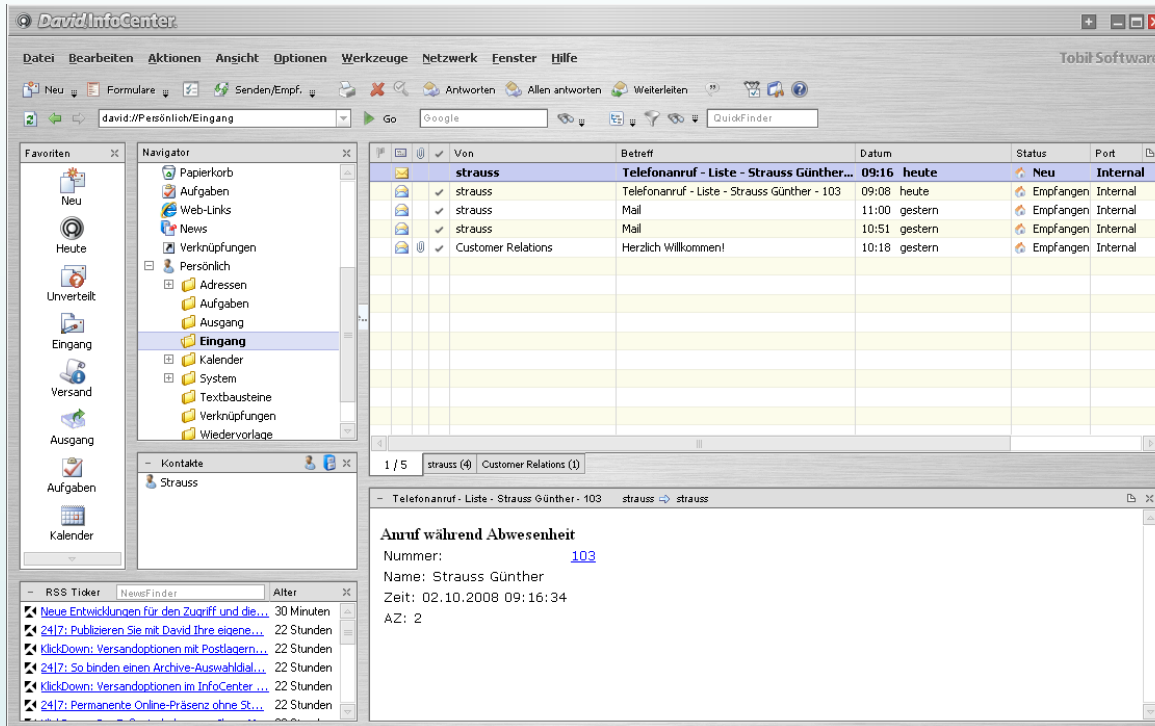 David.InfoCenter
Datei Bearbeiten Aktionen Ansicht Optionen Werkzeuge Netzwerk Fenster Hilfe
Tobit Software
Neu Formulare Senden/Empf. Antworten Allen antworten Weiterleiten
david://Persönlich/Eingang Go Google QuickFinder
Favoriten
Neu
Heute
Unverteilt
Eingang
Versand
Ausgang
Aufgaben
Kalender
Navigator
Papierkorb
Aufgaben
Web-Links
News
Verknüpfungen
Persönlich
Adressen
Aufgaben
Ausgang
Eingang
Kalender
System
Textbausteine
Verknüpfungen
Wiedervorlage
Kontakte
Strauss
Von Betreff Datum Status Port
strauss Telefonanruf - Liste - Strauss Günther... 09:16 heute Neu Internal
strauss Telefonanruf - Liste - Strauss Günther - 103 09:08 heute Empfangen Internal
strauss Mail 11:00 gestern Empfangen Internal
strauss Mail 10:51 gestern Empfangen Internal
Customer Relations Herzlich Willkommen! 10:18 gestern Empfangen Internal
1 / 5 strauss (4) Customer Relations (1)
Telefonanruf - Liste - Strauss Günther - 103 strauss strauss
Anruf während Abwesenheit
Nummer: 103
Name: Strauss Günther
Zeit: 02.10.2008 09:16:34
AZ: 2
RSS Ticker NewsFinder Alter
Neue Entwicklungen für den Zugriff und die... 30 Minuten
24|7: Publizieren Sie mit David Ihre eigene... 22 Stunden
KlickDown: Versandoptionen mit Postlagern... 22 Stunden
24|7: So binden einen Archive-Auswahldial... 22 Stunden
KlickDown: Versandoptionen im InfoCenter ... 22 Stunden
24|7: Permanente Online-Präsenz ohne St... 22 Stunden